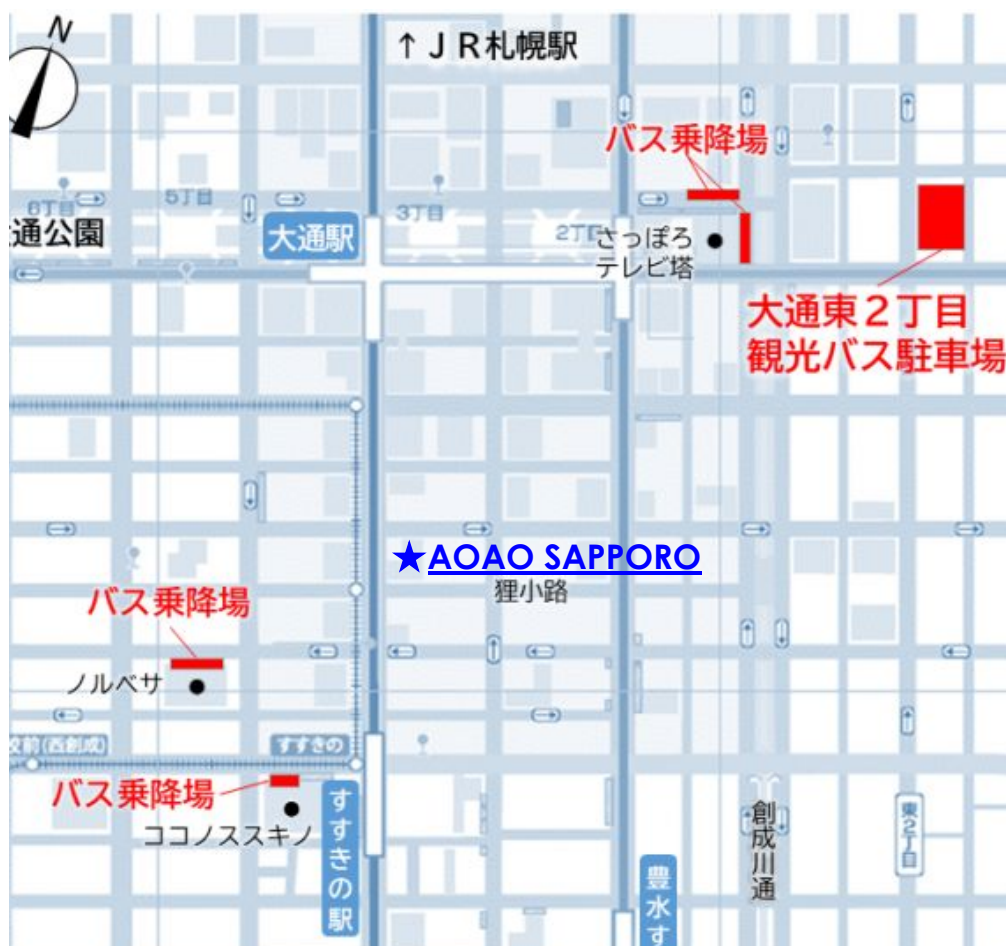 N
↑ JR札幌駅
バス乗降場
6丁目
5丁目
3丁目
2丁目
通公園
大通駅
さっぽろ
テレビ塔
大通東2丁目
観光バス駐車場
★AOAO SAPPORO
狸小路
バス乗降場
ノルベサ
校前(西創成)
すすきの
バス乗降場
ココノススキノ
すすきの駅
豊水す
創成川通
東2丁目